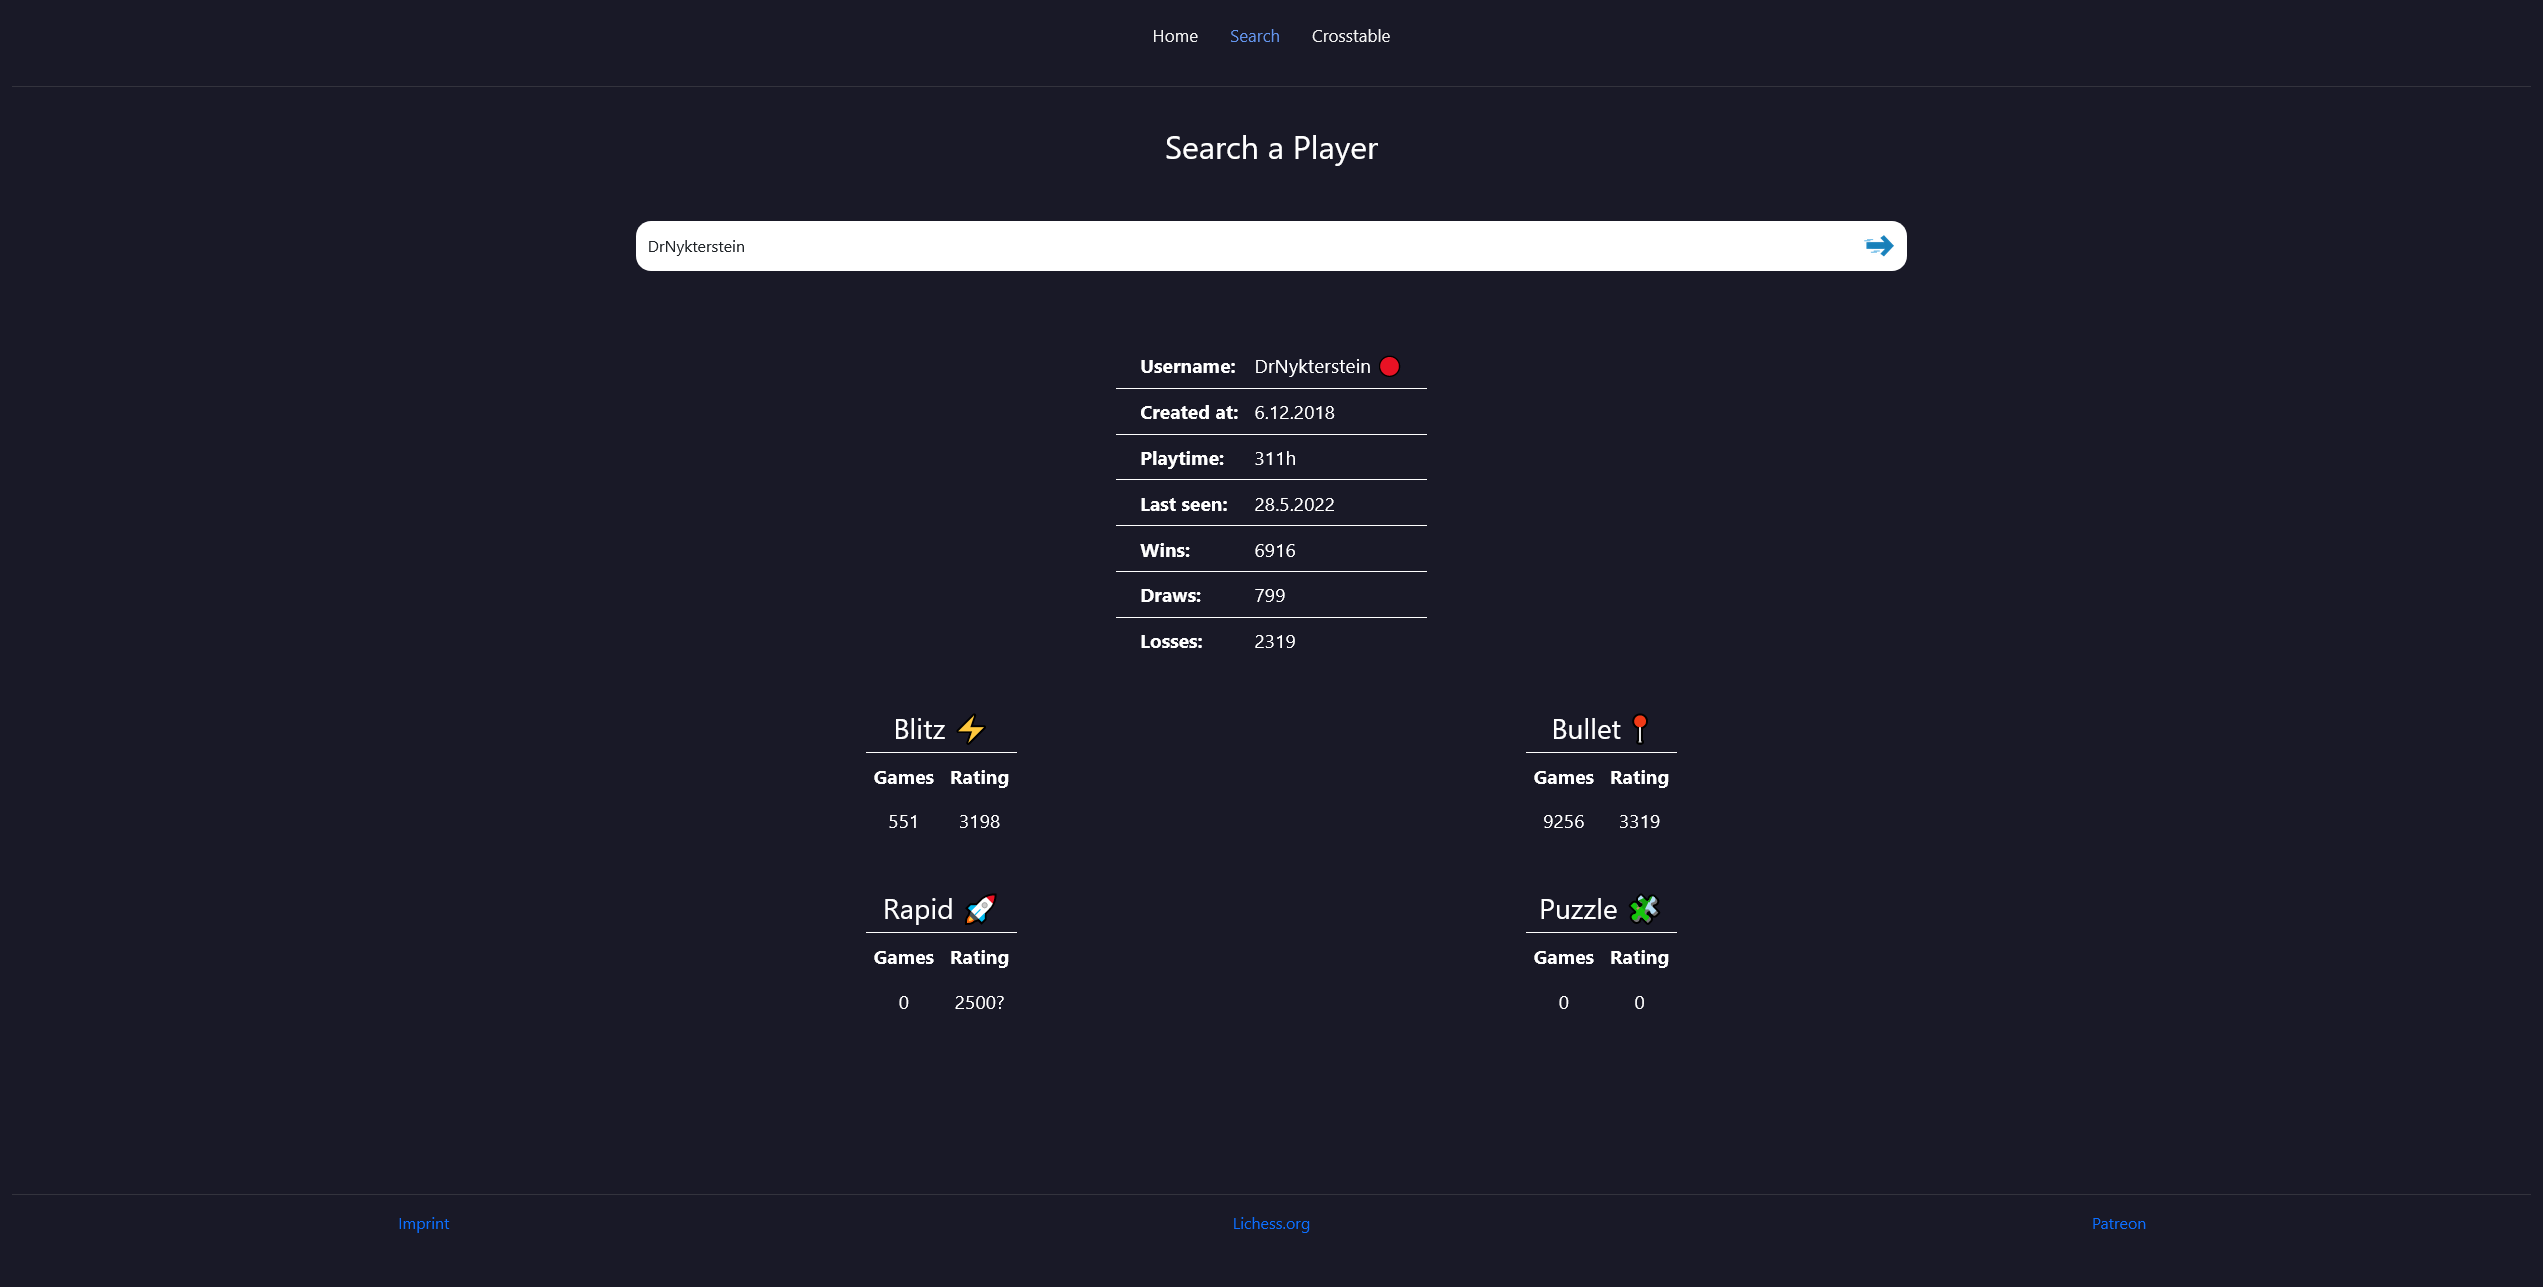 Home Search Crosstable
Search a Player
DrNykterstein
Username: DrNykterstein
Created at: 6.12.2018
Playtime: 311h
Last seen: 28.5.2022
Wins: 6916
Draws: 799
Losses: 2319
Blitz
Games Rating
551 3198
Bullet
Games Rating
9256 3319
Rapid
Games Rating
0 2500?
Puzzle
Games Rating
0 0
Imprint Lichess.org Patreon